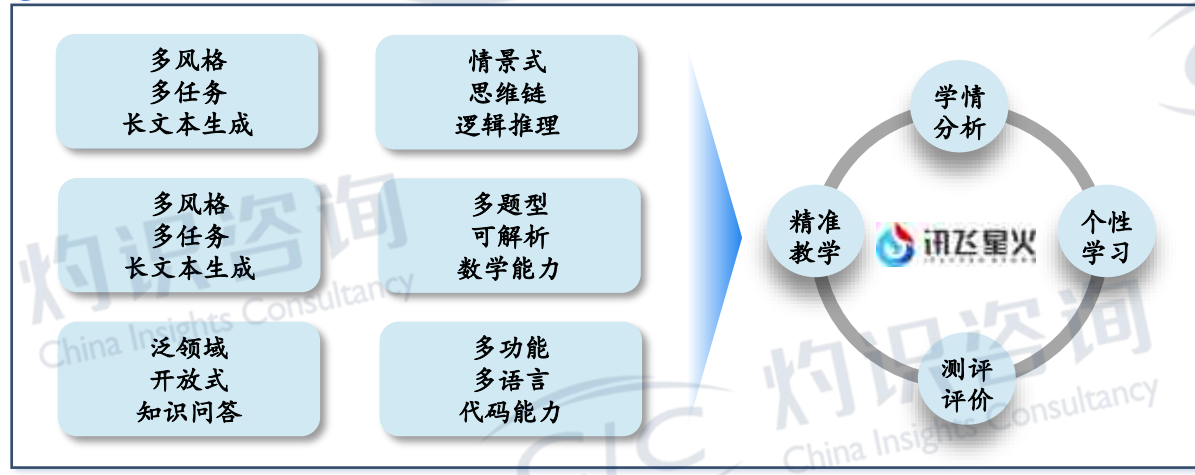 多风格
多任务
长文本生成
情景式
思维链
逻辑推理
多风格
多任务
长文本生成
多题型
可解析
数学能力
泛领域
开放式
知识问答
多功能
多语言
代码能力
学情
分析
精准
教学
讯飞星火
个性
学习
测评
评价
灼识咨询
China Insights Consultancy
CIC
灼识咨询
China Insights Consultancy